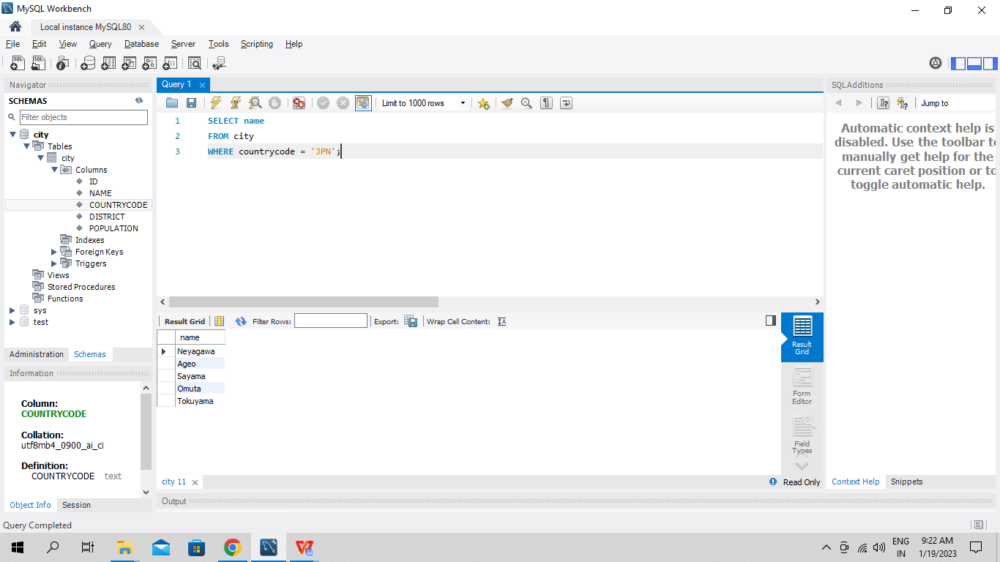 MySQL Workbench
Local instance MySQL80
File Edit View Query Database Server Tools Scripting Help
Navigator
SCHEMAS
Filter objects
city
Tables
city
Columns
ID
NAME
COUNTRYCODE
DISTRICT
POPULATION
Indexes
Foreign Keys
Triggers
Views
Stored Procedures
Functions
sys
test
Administration Schemas
Information
Column:
COUNTRYCODE
Collation:
utf8mb4_0900_ai_ci
Definition:
COUNTRYCODE text
Object Info Session
Query 1
Limit to 1000 rows
1 SELECT name
2 FROM city
3 WHERE countrycode = 'JPN';
Result Grid Filter Rows: Export: Wrap Cell Content:
name
Neyagawa
Ageo
Sayama
Omuta
Tokuyama
Result
Grid
Form
Editor
Field
Types
city 11
Read Only
Output
SQLAdditions
Jump to
Automatic context help is
disabled. Use the toolbar to
manually get help for the
current caret position or to
toggle automatic help.
Context Help Snippets
Query Completed
ENG
IN
9:22 AM
1/19/2023